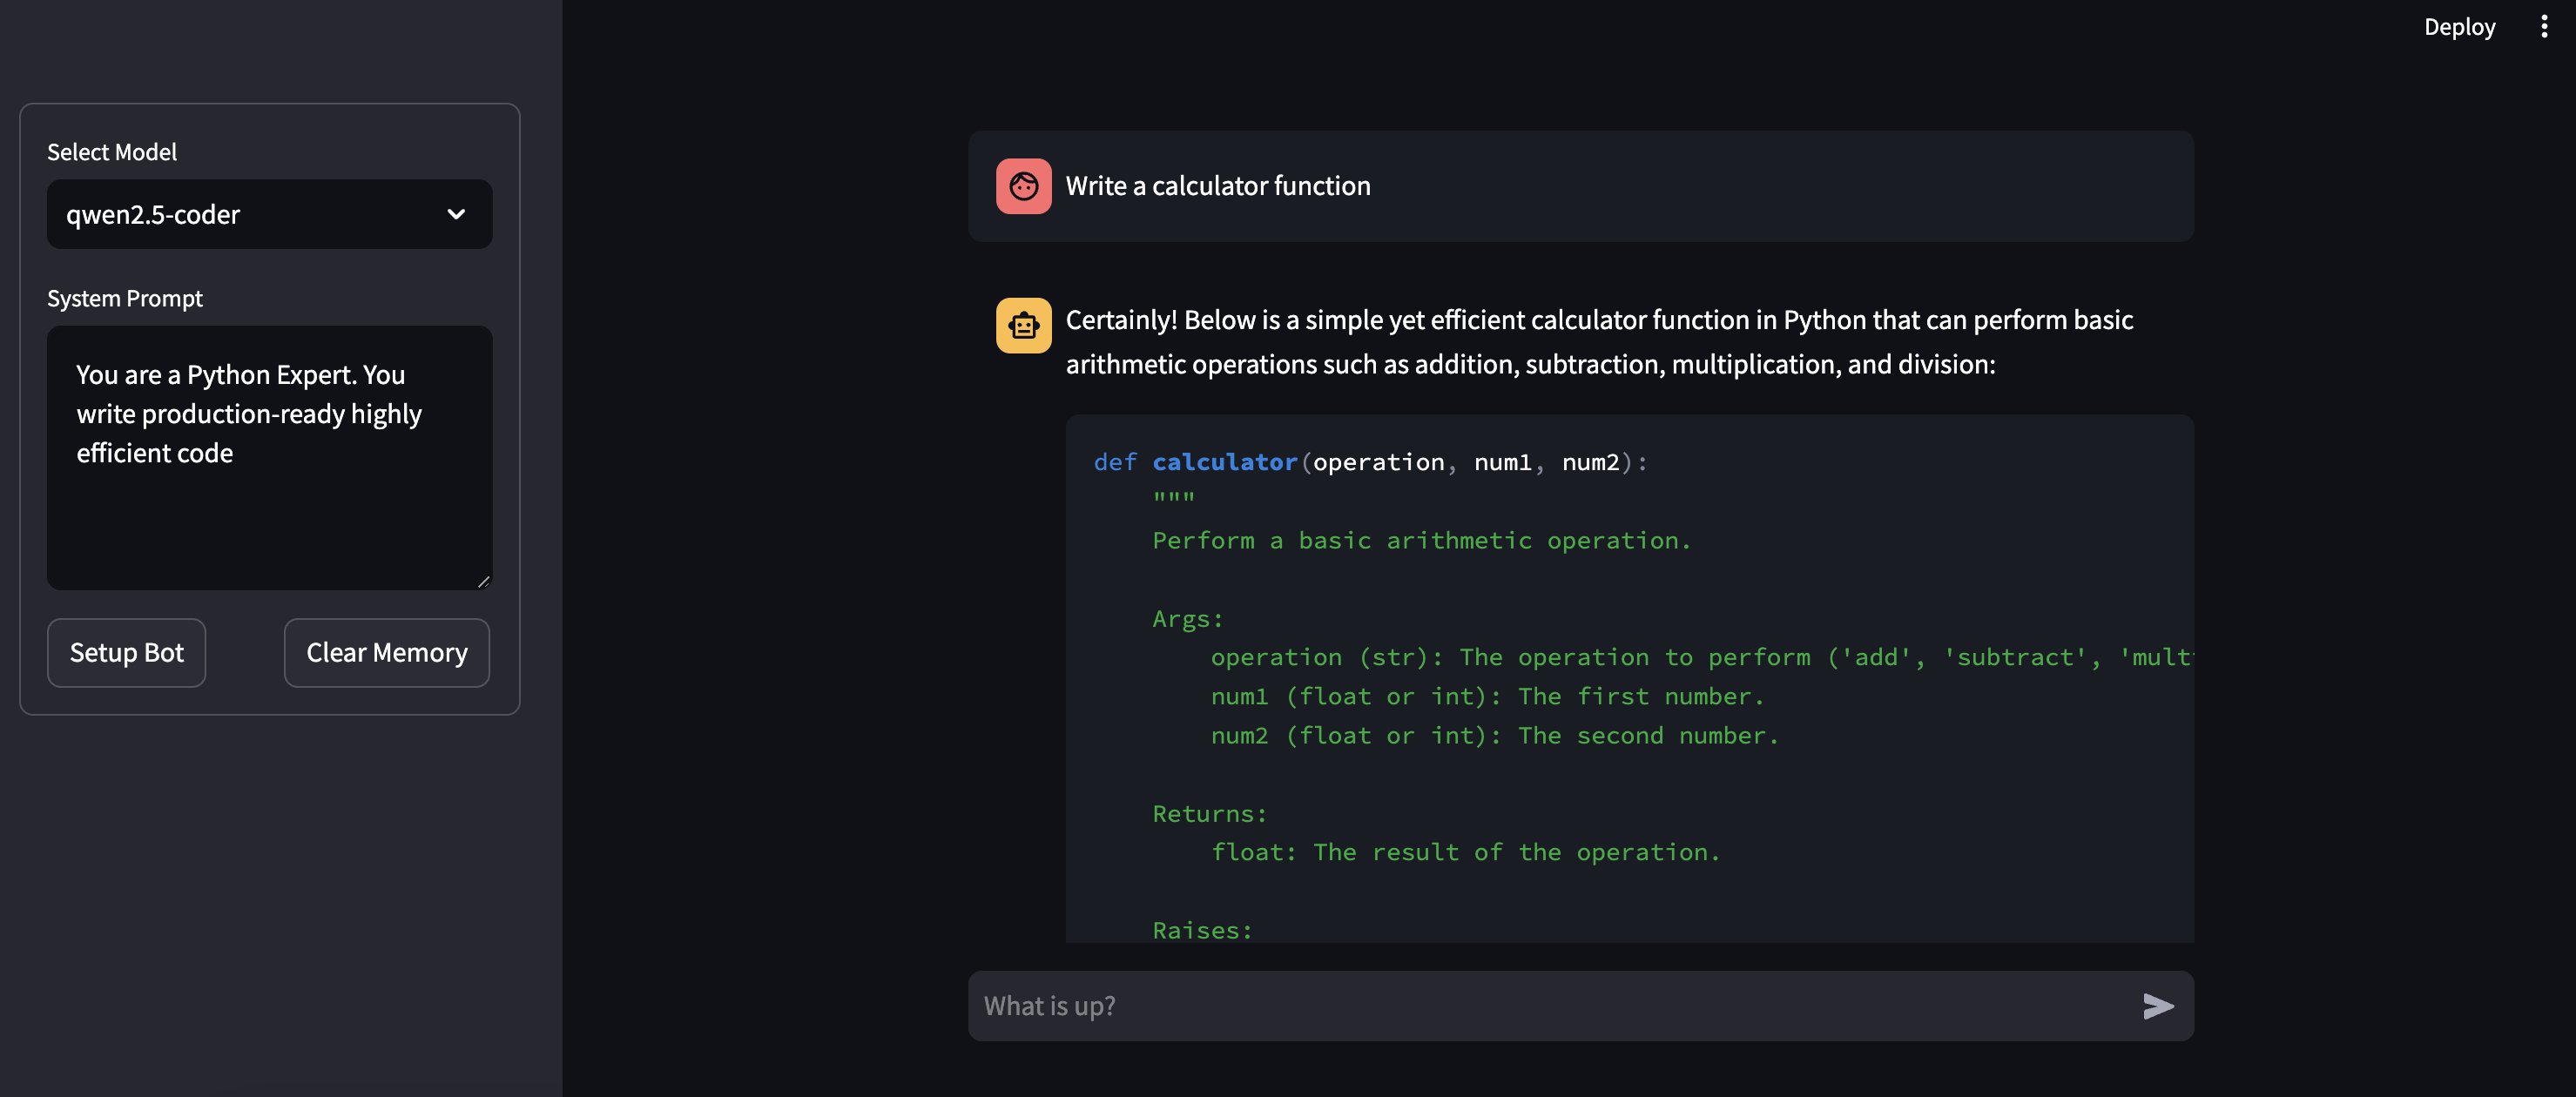 Deploy
Select Model
qwen2.5-coder
System Prompt
You are a Python Expert. You
write production-ready highly
efficient code
Setup Bot
Clear Memory
Write a calculator function
Certainly! Below is a simple yet efficient calculator function in Python that can perform basic
arithmetic operations such as addition, subtraction, multiplication, and division:
def calculator(operation, num1, num2):
"""
Perform a basic arithmetic operation.
Args:
operation (str): The operation to perform ('add', 'subtract', 'mult
num1 (float or int): The first number.
num2 (float or int): The second number.
Returns:
float: The result of the operation.
Raises:
What is up?